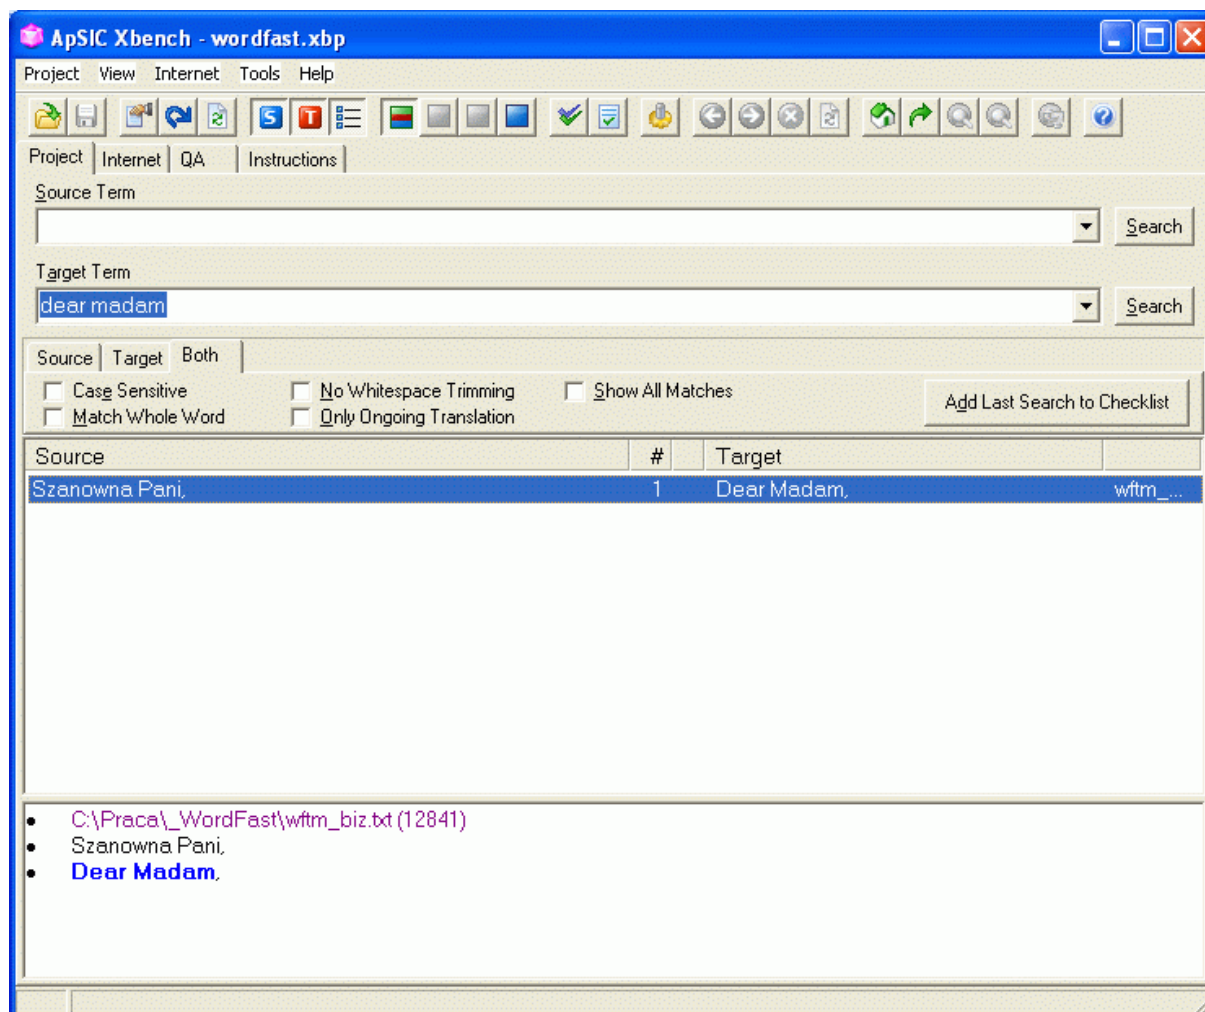 ApSIC Xbench - wordfast.xbp
Project View Internet Tools Help
S T
Project Internet QA Instructions
Source Term
Search
Target Term
dear madam Search
Source Target Both
Case Sensitive No Whitespace Trimming Show All Matches
Match Whole Word Only Ongoing Translation
Add Last Search to Checklist
Source # Target
Szanowna Pani, 1 Dear Madam, wftm_...
C:\Praca\_WordFast\wftm_biz.txt (12841)
Szanowna Pani,
Dear Madam,